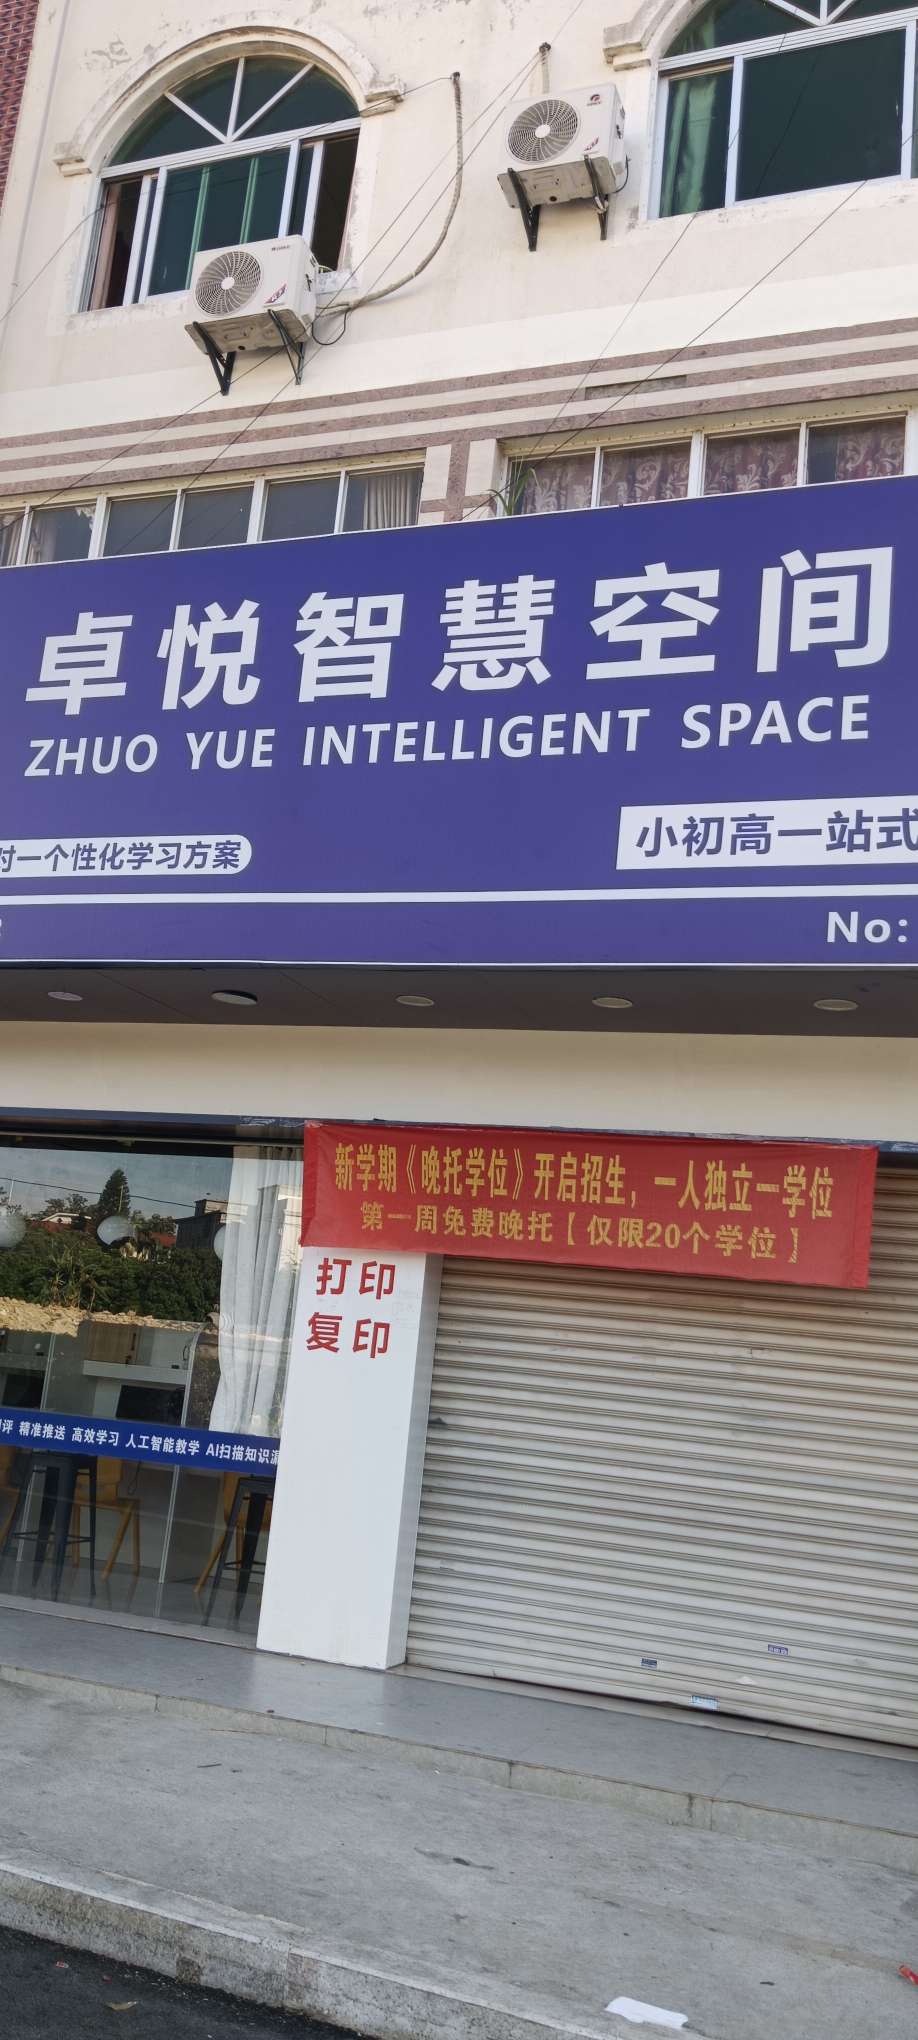 卓悦智慧空间
ZHUO YUE INTELLIGENT SPACE
一个性化学习方案
小初高一站式
No:
新学期《晚托学位》开启招生，一人独立一学位
第一周免费晚托【仅限20个学位】
打印
复印
评 精准推送 高效学习 人工智能教学 AI扫描知识漏